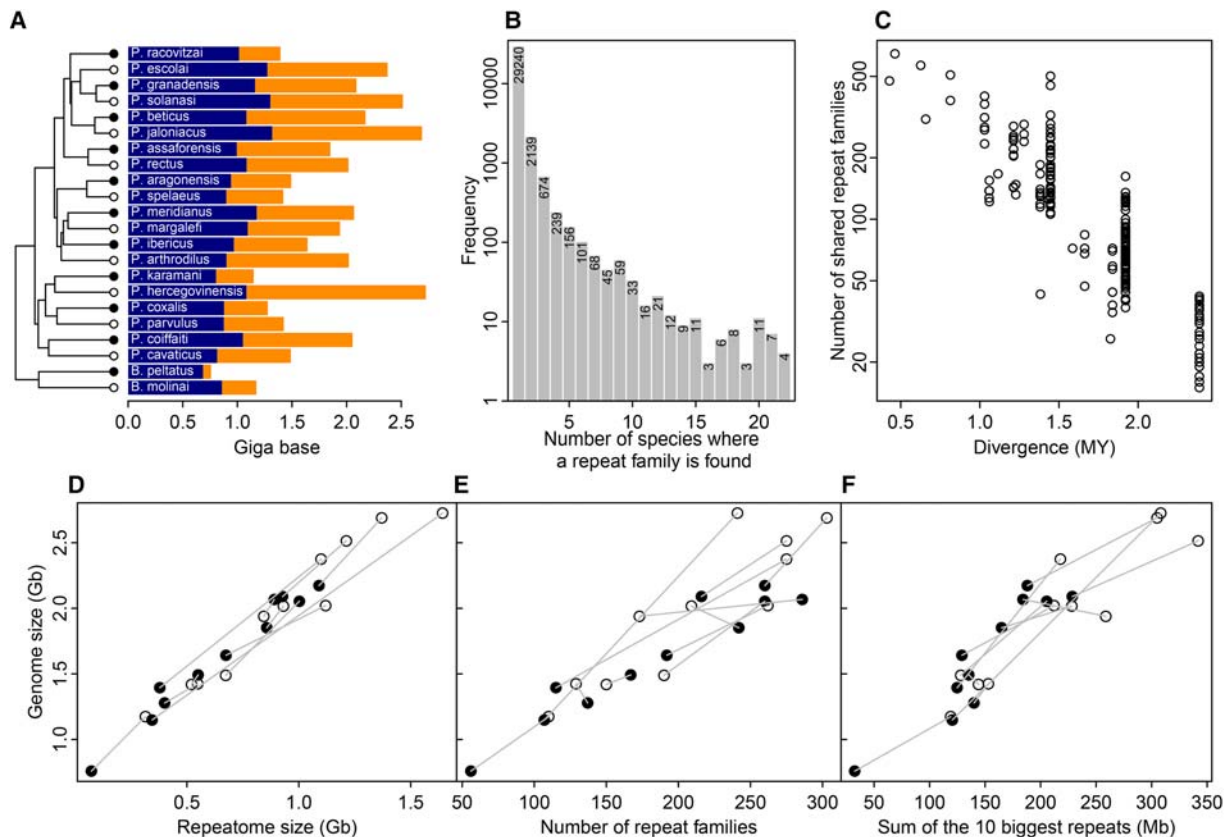 A
P. racovitzai
P. escolai
P. granadensis
P. solanasi
P. beticus
P. jaloniacus
P. assaforensis
P. rectus
P. aragonensis
P. spelaeus
P. meridianus
P. margalefi
P. ibericus
P. arthrodilus
P. karamani
P. hercegovinensis
P. coxalis
P. parvulus
P. coiffaiti
P. cavaticus
B. peltatus
B. molinai
0.0 0.5 1.0 1.5 2.0 2.5
Giga base
B
Frequency
1 10 100 1000 10000
29240
2139
674
239
156
101
68
45
59
33
16
21
12
9
11
3
6
8
3
11
7
4
5 10 15 20
Number of species where
a repeat family is found
C
Number of shared repeat families
20 50 100 500
0.5 1.0 1.5 2.0
Divergence (MY)
D
Genome size (Gb)
1.0 1.5 2.0 2.5
0.5 1.0 1.5
Repeatome size (Gb)
E
50 100 150 200 250 300
Number of repeat families
F
50 100 150 200 250 300 350
Sum of the 10 biggest repeats (Mb)